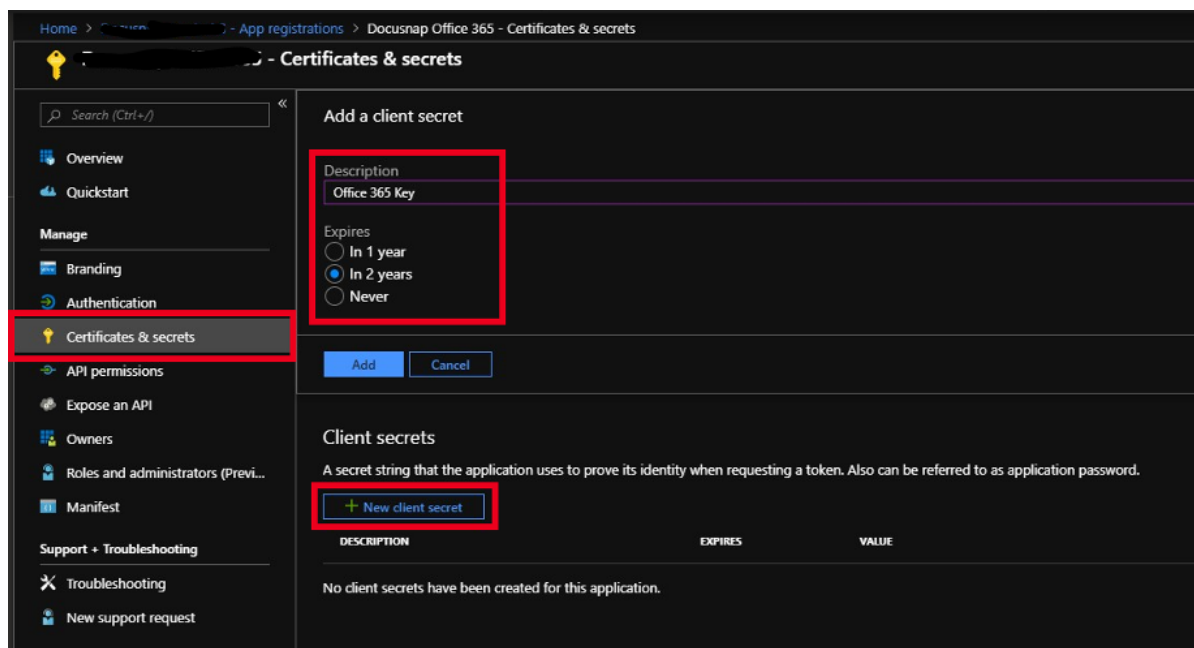 Home > - App registrations > Docusnap Office 365 - Certificates & secrets
- Certificates & secrets
Search (Ctrl+/)
«
Overview
Quickstart
Manage
Branding
Authentication
Certificates & secrets
API permissions
Expose an API
Owners
Roles and administrators (Previ...
Manifest
Support + Troubleshooting
Troubleshooting
New support request
Add a client secret
Description
Office 365 Key
Expires
In 1 year
In 2 years
Never
Add Cancel
Client secrets
A secret string that the application uses to prove its identity when requesting a token. Also can be referred to as application password.
+ New client secret
DESCRIPTION EXPIRES VALUE
No client secrets have been created for this application.